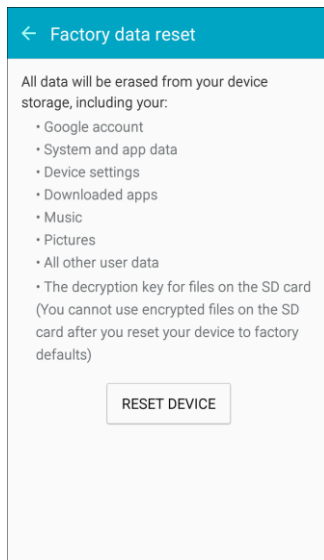 Factory data reset
All data will be erased from your device
storage, including your:
• Google account
• System and app data
• Device settings
• Downloaded apps
• Music
• Pictures
• All other user data
• The decryption key for files on the SD card
(You cannot use encrypted files on the SD
card after you reset your device to factory
defaults)
RESET DEVICE